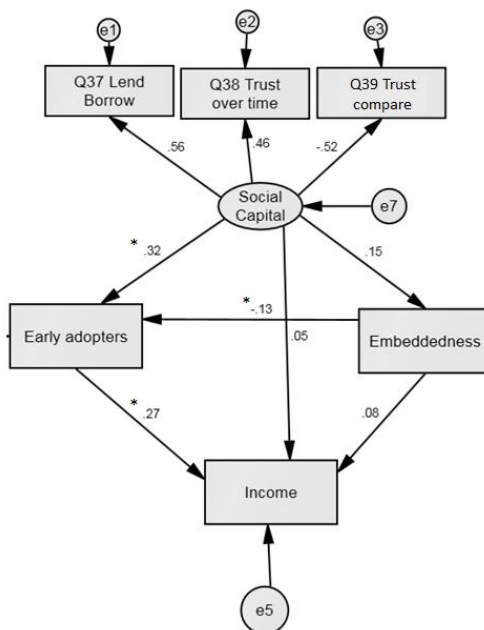 e1
e2
e3
Q37 Lend
Borrow
Q38 Trust
over time
Q39 Trust
compare
.56
.46
-.52
Social
Capital
e7
* .32
.15
* -.13
Early adopters
.05
Embeddedness
* .27
.08
Income
e5